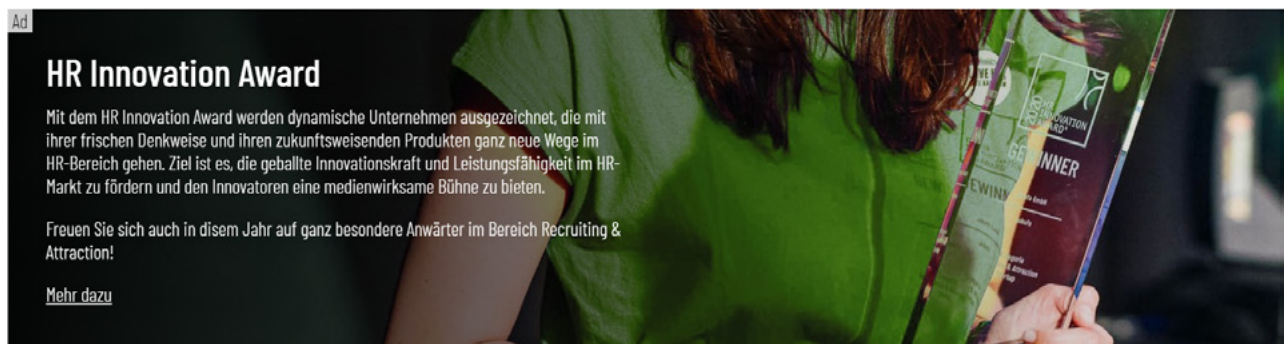 Ad
HR Innovation Award
Mit dem HR Innovation Award werden dynamische Unternehmen ausgezeichnet, die mit
ihrer frischen Denkweise und ihren zukunftsweisenden Produkten ganz neue Wege im
HR-Bereich gehen. Ziel ist es, die geballte Innovationskraft und Leistungsfähigkeit im HR-
Markt zu fördern und den Innovatoren eine medienwirksame Bühne zu bieten.
Freuen Sie sich auch in disem Jahr auf ganz besondere Anwärter im Bereich Recruiting &
Attraction!
Mehr dazu
2020
INNOVATION
GEWINNER
GmbH
& Attraction